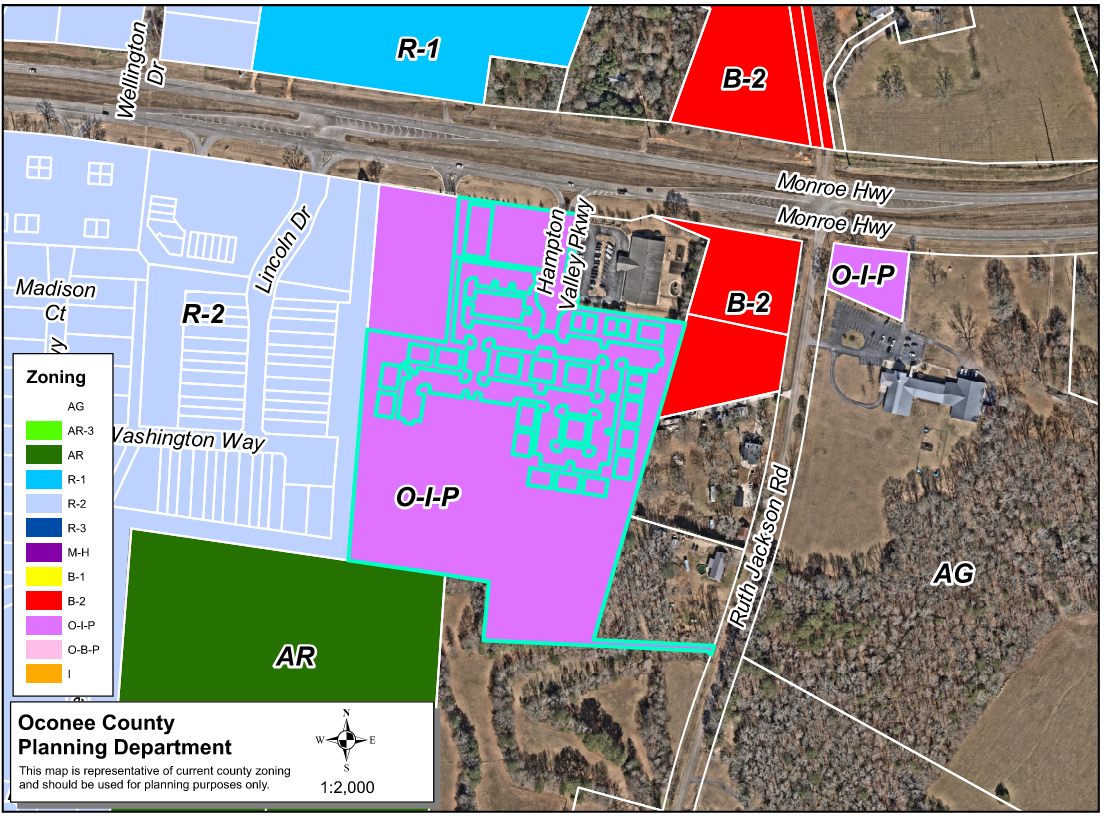 R-1
B-2
Wellington
Dr
Monroe Hwy
Monroe Hwy
Lincoln Dr
Hampton
Valley Pkwy
O-I-P
Madison
Ct
R-2
B-2
Washington Way
O-I-P
Ruth Jackson Rd
AG
AR
Zoning
AG
AR-3
AR
R-1
R-2
R-3
M-H
B-1
B-2
O-I-P
O-B-P
I
Oconee County
Planning Department
This map is representative of current county zoning
and should be used for planning purposes only.
N
W E
S
1:2,000